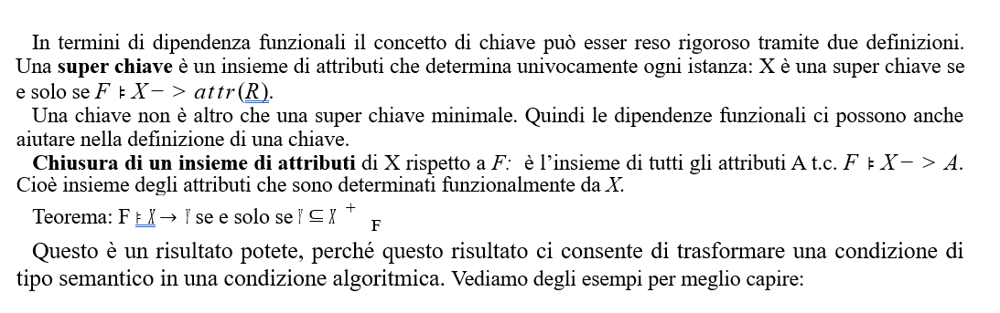 In termini di dipendenza funzionali il concetto di chiave può esser reso rigoroso tramite due definizioni.
Una super chiave è un insieme di attributi che determina univocamente ogni istanza: X è una super chiave se
e solo se F ⊧ X− > attr(R).
Una chiave non è altro che una super chiave minimale. Quindi le dipendenze funzionali ci possono anche
aiutare nella definizione di una chiave.
Chiusura di un insieme di attributi di X rispetto a F: è l’insieme di tutti gli attributi A t.c. F ⊧ X− > A.
Cioè insieme degli attributi che sono determinati funzionalmente da X.
Teorema: F ⊧ X → Y se e solo se Y ⊆ X + F
Questo è un risultato potete, perché questo risultato ci consente di trasformare una condizione di
tipo semantico in una condizione algoritmica. Vediamo degli esempi per meglio capire: